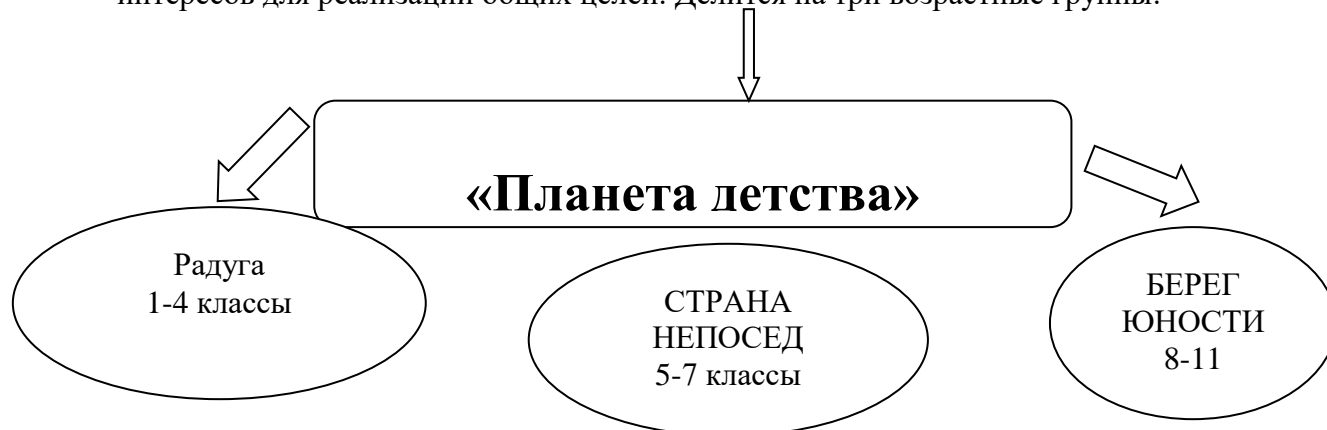 интересов для реализации общих целей. Делится на три возрастные группы:
«Планета детства»
Радуга
1-4 классы
СТРАНА
НЕПОСЕД
5-7 классы
БЕРЕГ
ЮНОСТИ
8-11